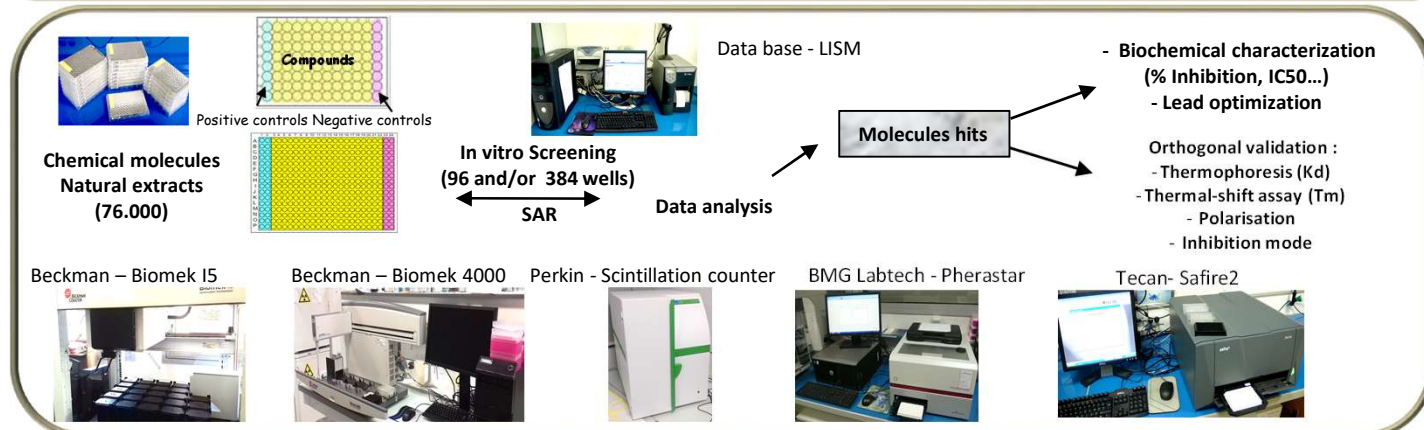 Compounds
Positive controls Negative controls
Chemical molecules
Natural extracts
(76.000)
In vitro Screening
(96 and/or 384 wells)
SAR
Data base - LISM
Data analysis
Molecules hits
- Biochemical characterization
(% Inhibition, IC50…)
- Lead optimization
Orthogonal validation :
- Thermophoresis (Kd)
- Thermal-shift assay (Tm)
- Polarisation
- Inhibition mode
Beckman – Biomek I5
Beckman – Biomek 4000
Perkin - Scintillation counter
BMG Labtech - Pherastar
Tecan- Safire2